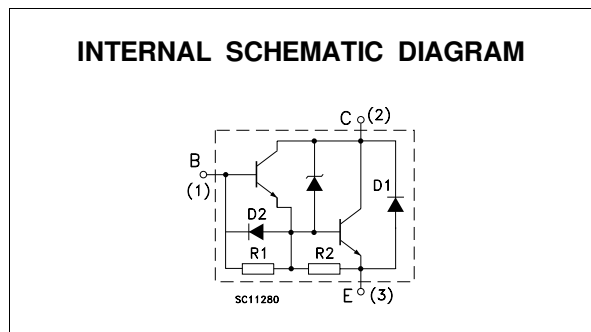 INTERNAL SCHEMATIC DIAGRAM
C (2)
B
(1)
D1
D2
R1 R2
SC11280
E (3)